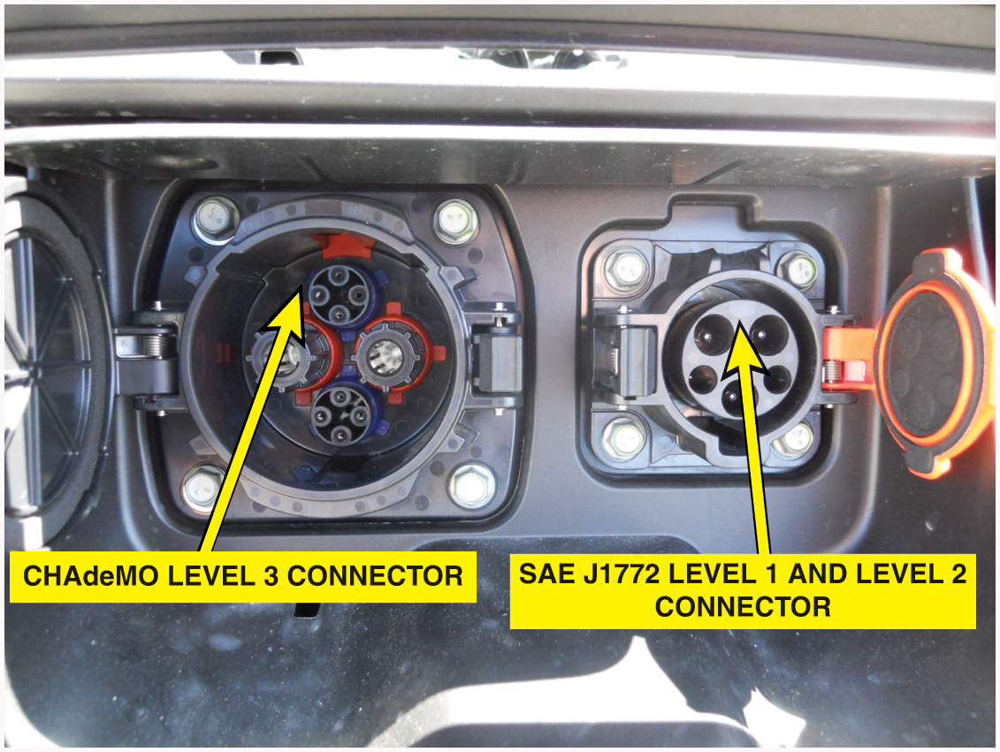 CHAdeMO LEVEL 3 CONNECTOR
SAE J1772 LEVEL 1 AND LEVEL 2
CONNECTOR